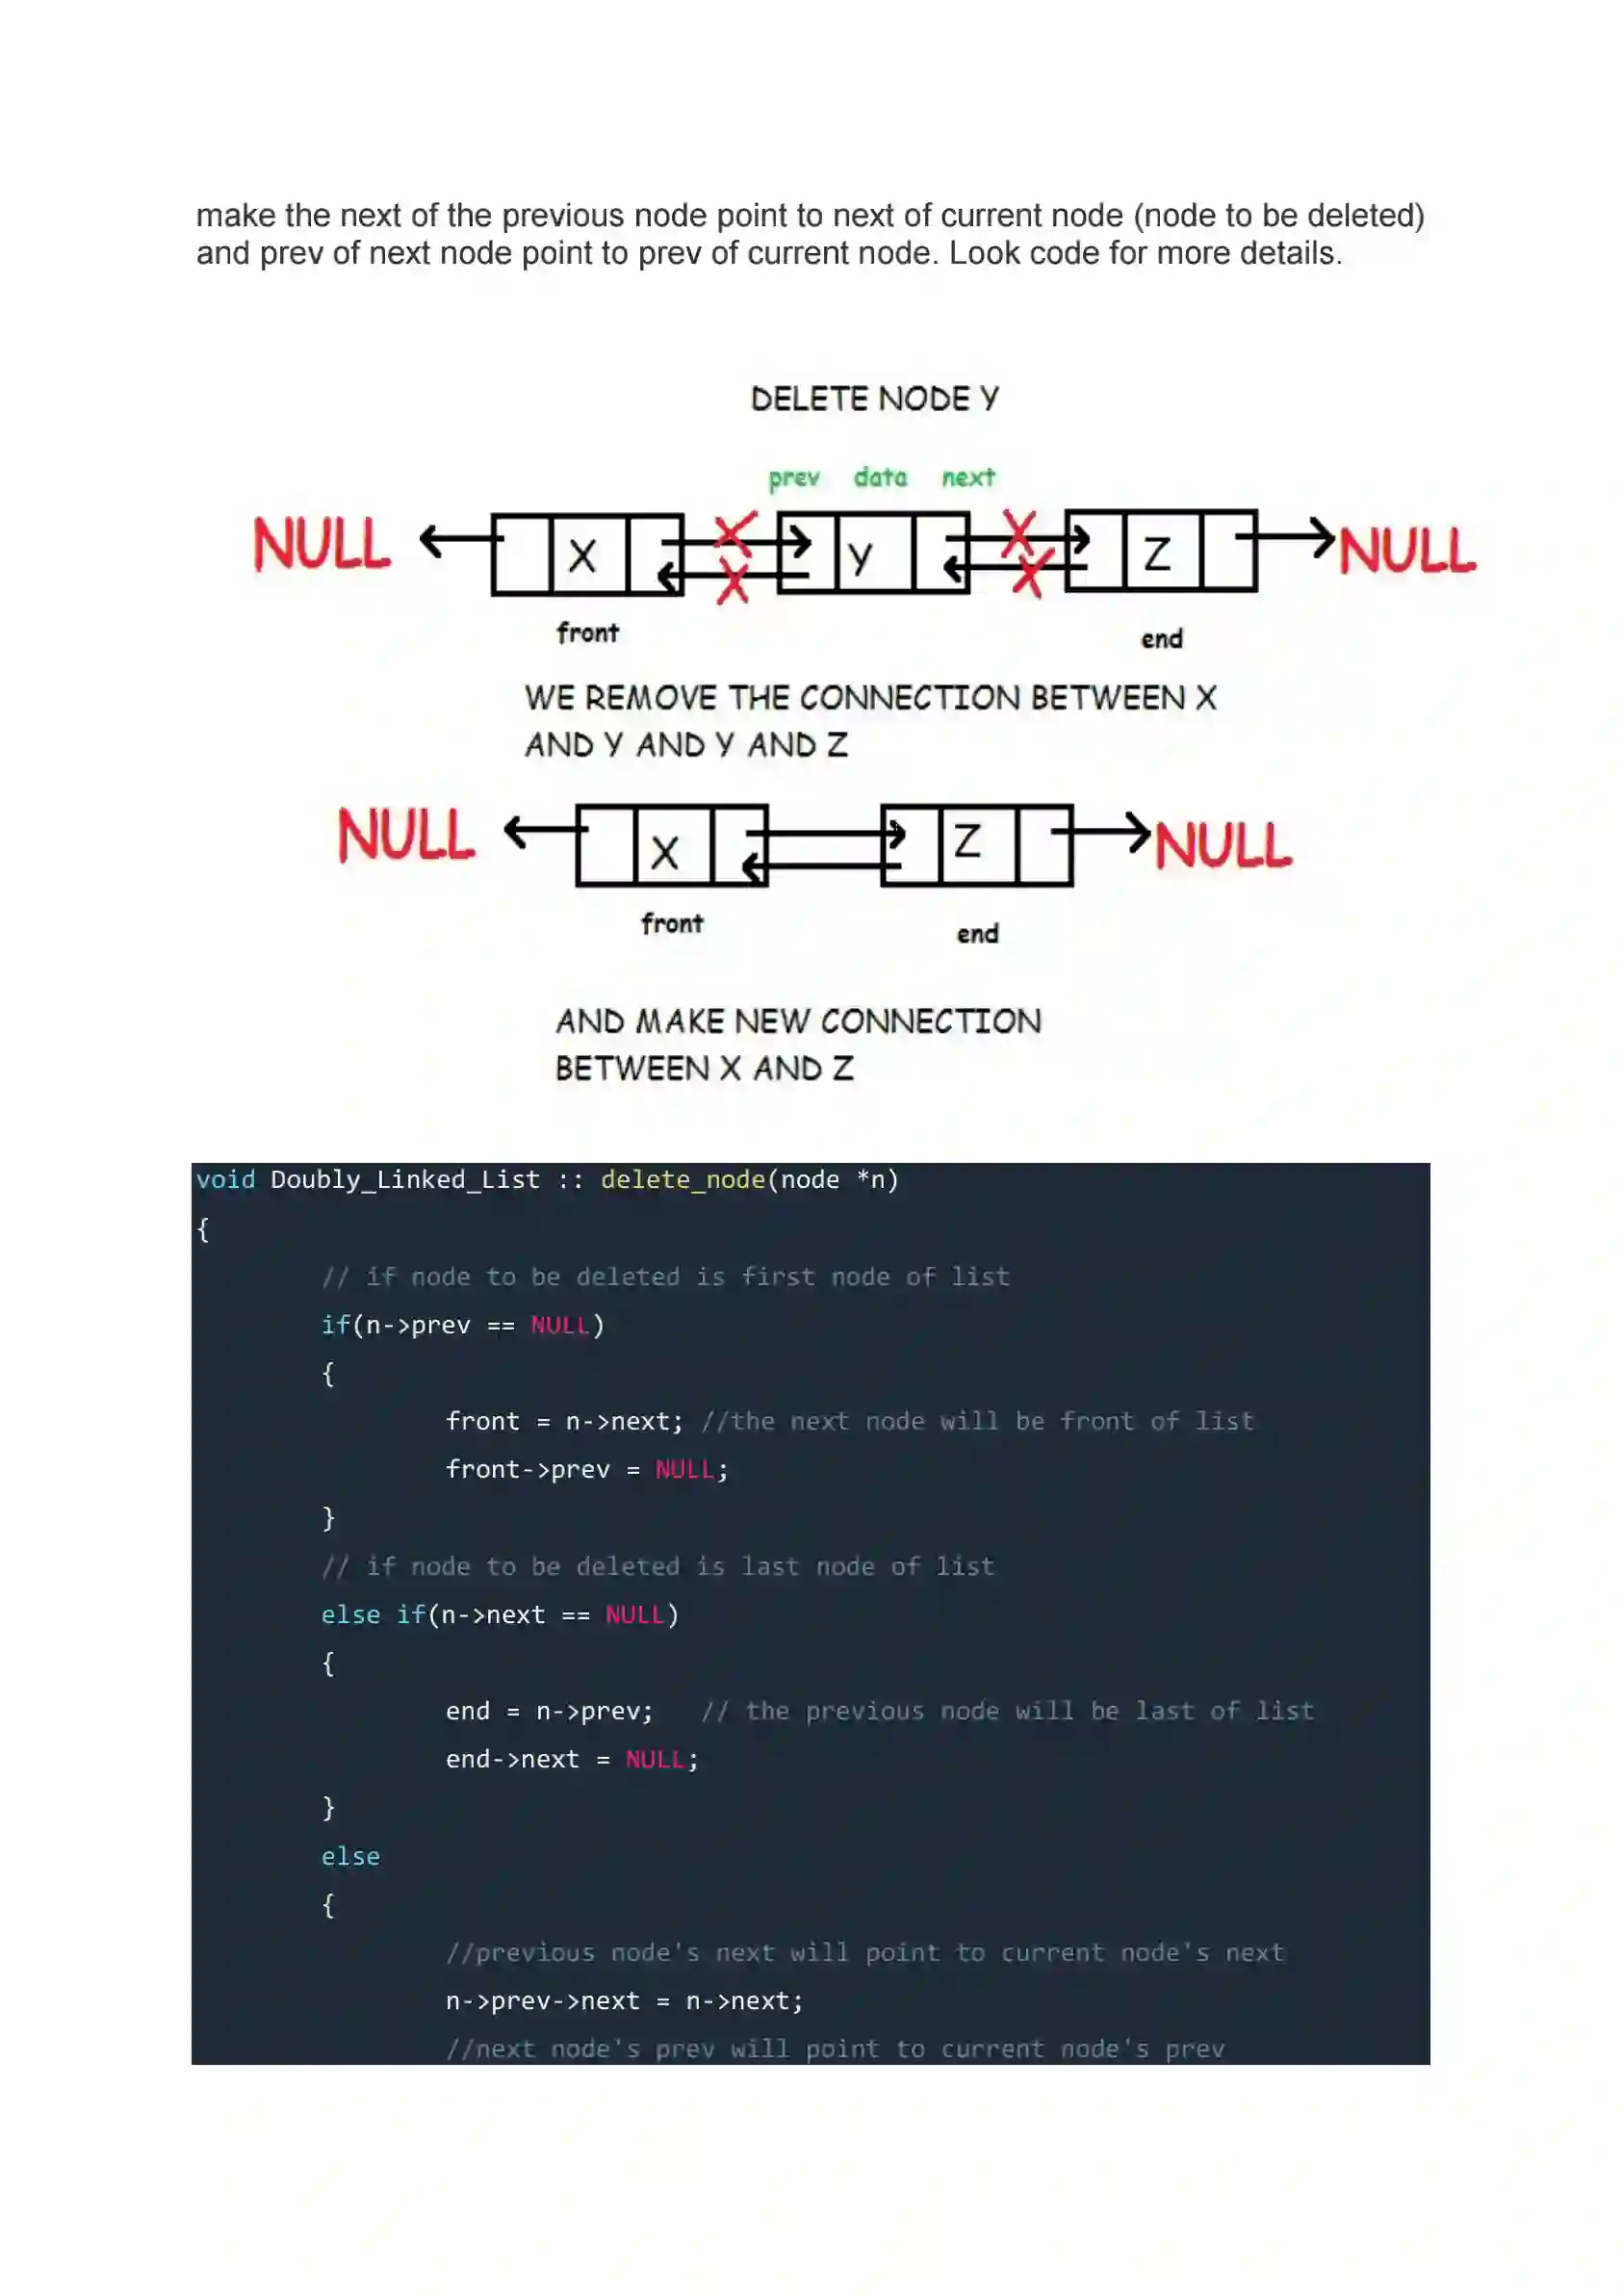 make the next of the previous node point to next of current node (node to be deleted)
and prev of next node point to prev of current node. Look code for more details.
DELETE NODE Y
prev data next
NULL X Y Z NULL
front end
WE REMOVE THE CONNECTION BETWEEN X
AND Y AND Y AND Z
NULL X Z NULL
front end
AND MAKE NEW CONNECTION
BETWEEN X AND Z
void Doubly_Linked_List :: delete_node(node *n)
{
// if node to be deleted is first node of list
if(n->prev == NULL)
{
front = n->next; //the next node will be front of list
front->prev = NULL;
}
// if node to be deleted is last node of list
else if(n->next == NULL)
{
end = n->prev; // the previous node will be last of list
end->next = NULL;
}
else
{
//previous node's next will point to current node's next
n->prev->next = n->next;
//next node's prev will point to current node's prev